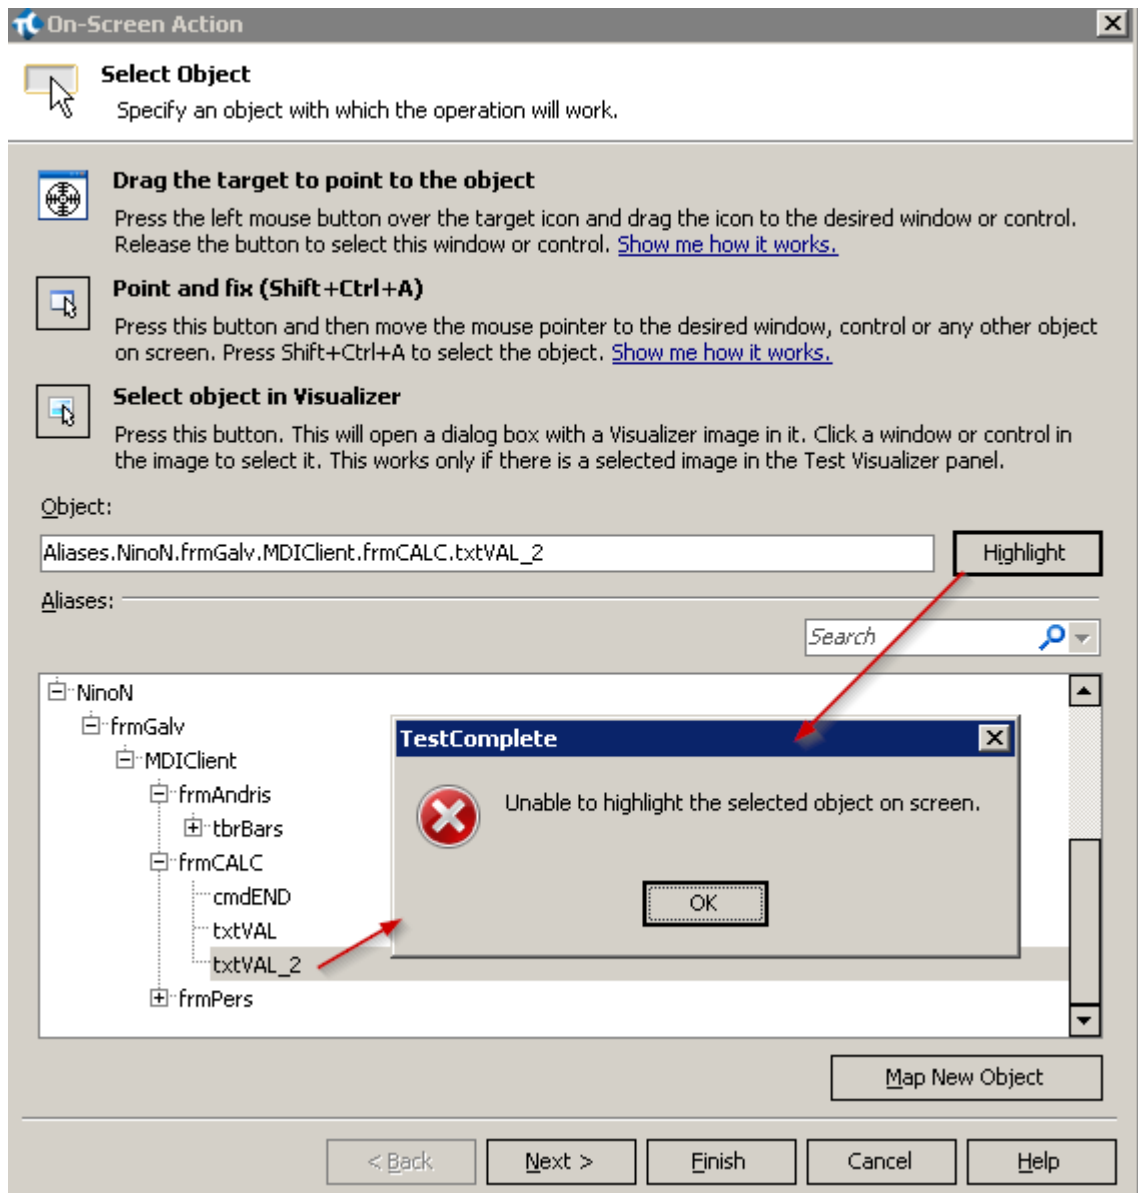 On-Screen Action
Select Object
Specify an object with which the operation will work.
Drag the target to point to the object
Press the left mouse button over the target icon and drag the icon to the desired window or control.
Release the button to select this window or control. Show me how it works.
Point and fix (Shift+Ctrl+A)
Press this button and then move the mouse pointer to the desired window, control or any other object
on screen. Press Shift+Ctrl+A to select the object. Show me how it works.
Select object in Visualizer
Press this button. This will open a dialog box with a Visualizer image in it. Click a window or control in
the image to select it. This works only if there is a selected image in the Test Visualizer panel.
Object:
Aliases.NinoN.frmGalv.MDIClient.frmCALC.txtVAL_2
Highlight
Aliases:
Search
NinoN
frmGalv
MDIClient
frmAndris
tbrBars
frmCALC
cmdEND
txtVAL
txtVAL_2
frmPers
TestComplete
Unable to highlight the selected object on screen.
OK
Map New Object
< Back
Next >
Finish
Cancel
Help